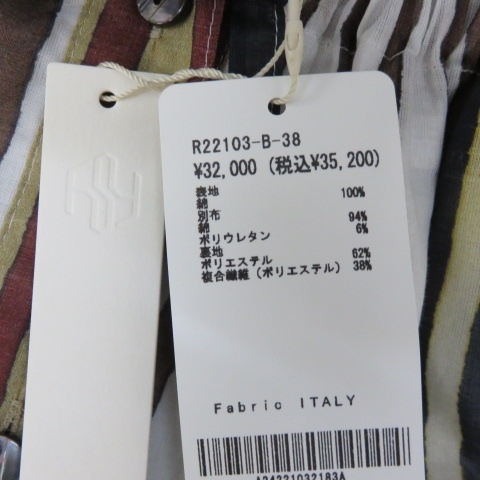 R22103-B-38
¥32,000 (税込¥35,200)
表地
綿 100%
別布
綿 94%
ポリウレタン 6%
裏地
ポリエステル 62%
複合繊維(ポリエステル) 38%
Fabric ITALY